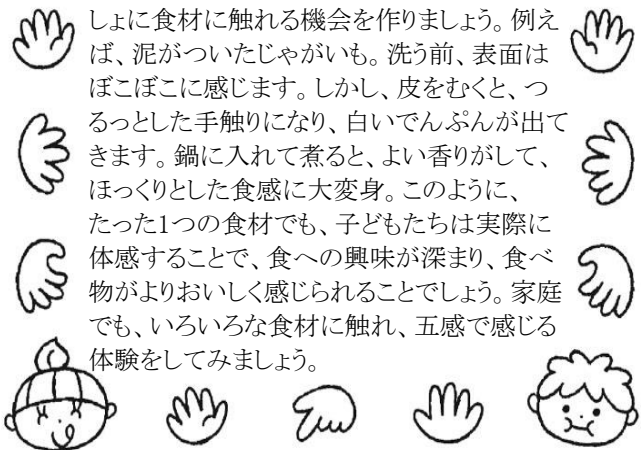 しょに食材に触れる機会を作りましょう。例え
ば、泥がついたじゃがいも。洗う前、表面は
ぼこぼこに感じます。しかし、皮をむくと、つ
るっとした手触りになり、白いでんぷんが出て
きます。鍋に入れて煮ると、よい香りがして、
ほっくりとした食感に大変身。このように、
たった1つの食材でも、子どもたちは実際に
体感することで、食への興味が深まり、食べ
物がよりおいしく感じられることでしょう。家庭
でも、いろいろな食材に触れ、五感で感じる
体験をしてみましょう。